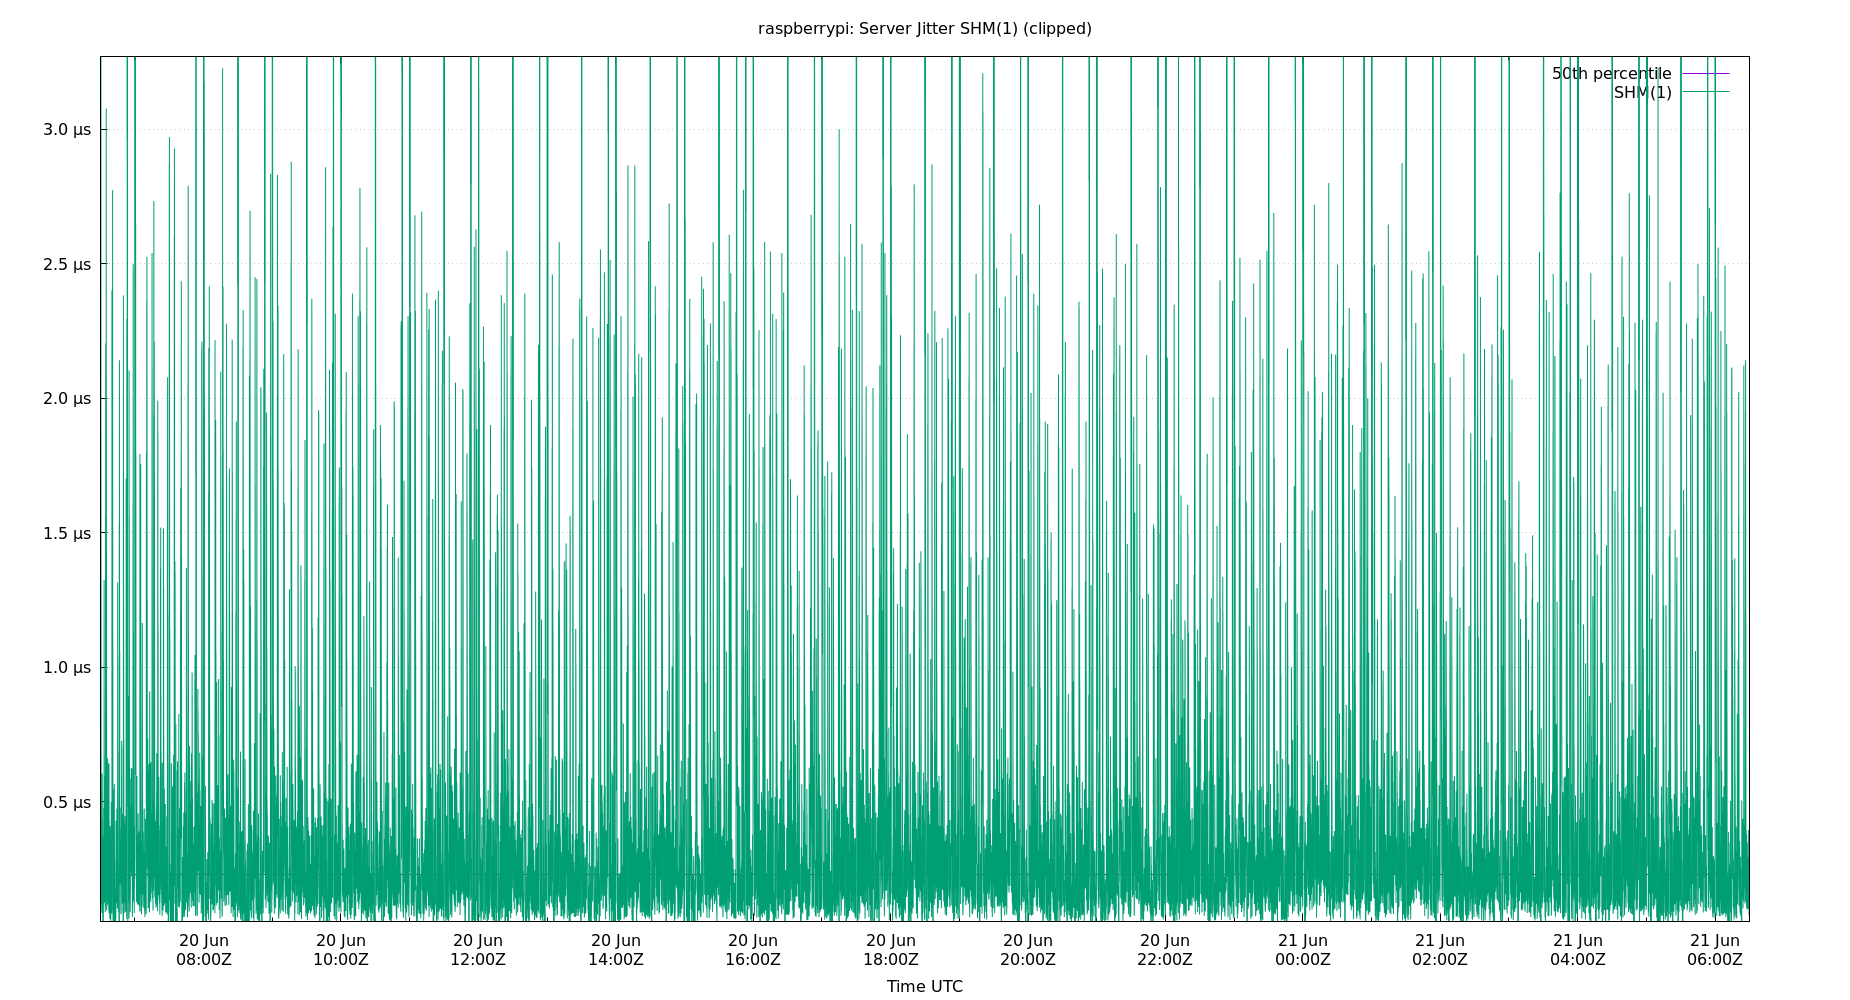 raspberrypi: Server Jitter SHM(1) (clipped)
50th percentile
SHM(1)
3.0 µs
2.5 µs
2.0 µs
1.5 µs
1.0 µs
0.5 µs
20 Jun 20 Jun 20 Jun 20 Jun 20 Jun 20 Jun 20 Jun 20 Jun 21 Jun 21 Jun 21 Jun 21 Jun
08:00Z 10:00Z 12:00Z 14:00Z 16:00Z 18:00Z 20:00Z 22:00Z 00:00Z 02:00Z 04:00Z 06:00Z
Time UTC